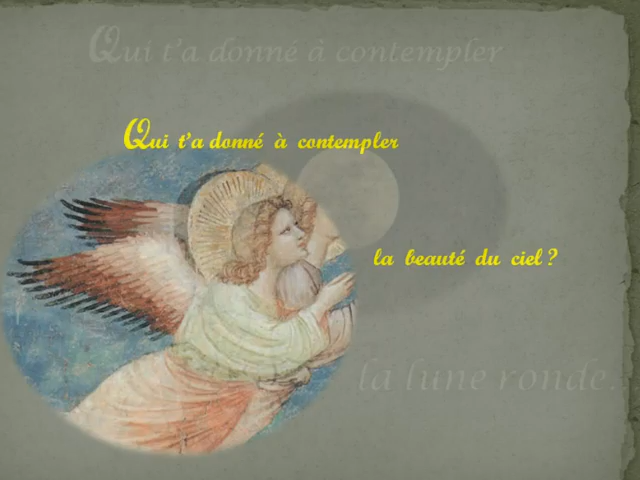 Qui t'a donné à contempler
Qui t'a donné à contempler
la beauté du ciel ?
la lune ronde.